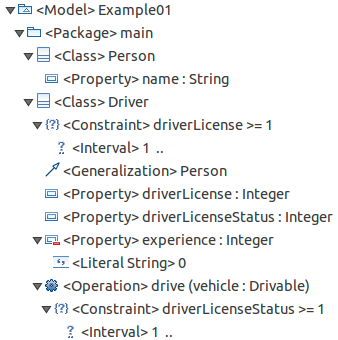 <Model> Example01
<Package> main
<Class> Person
<Property> name : String
<Class> Driver
<Constraint> driverLicense >= 1
<Interval> 1 ..
<Generalization> Person
<Property> driverLicense : Integer
<Property> driverLicenseStatus : Integer
<Property> experience : Integer
<Literal String> 0
<Operation> drive (vehicle : Drivable)
<Constraint> driverLicenseStatus >= 1
<Interval> 1 ..